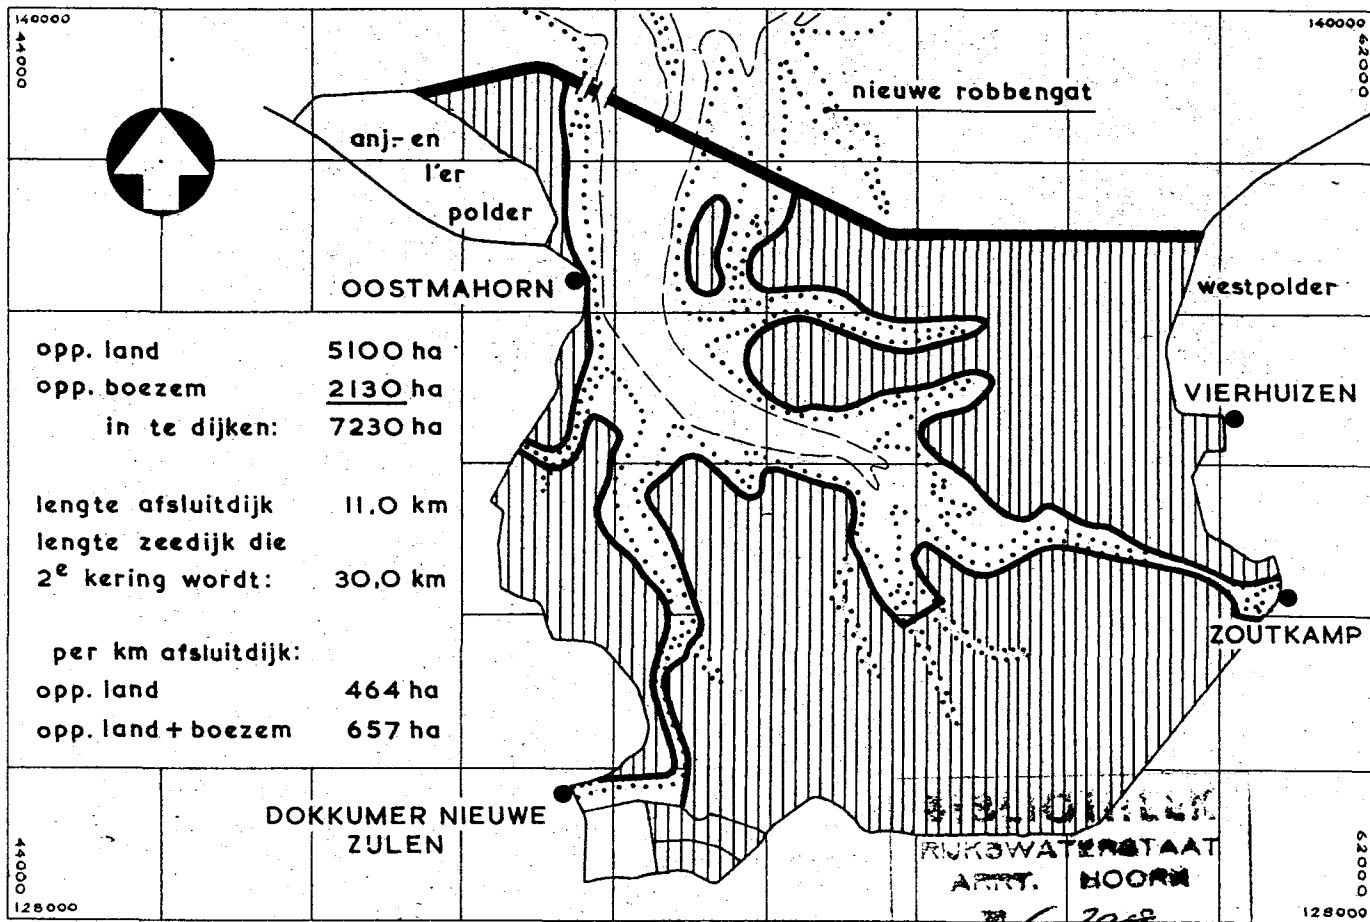 140000
44000
140000
62000
nieuwe robbengat
anj.- en
l'er
polder
OOSTMAHORN
westpolder
opp. land 5100 ha
opp. boezem 2130 ha
in te dijken: 7230 ha
VIERHUIZEN
lengte afsluitdijk 11.0 km
lengte zeedijk die
2e kering wordt: 30,0 km
ZOUTKAMP
per km afsluitdijk:
opp. land 464 ha
opp. land + boezem 657 ha
DOKKUMER NIEUWE
ZIJLEN
RIJKSWATERSTAAT
ARRT. HOORN
44000
128000
62000
128000